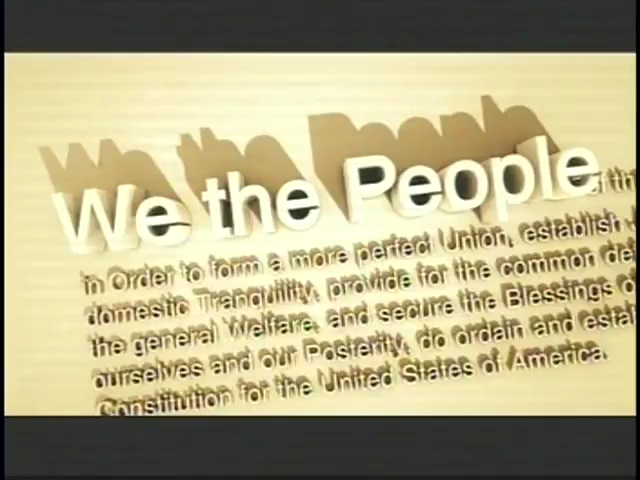 We the People of th
in Order to form a more perfect Union, establish
domestic Tranquility, provide for the common def
the general Welfare, and secure the Blessings o
ourselves and our Posterity, do ordain and estab
Constitution for the United States of America.